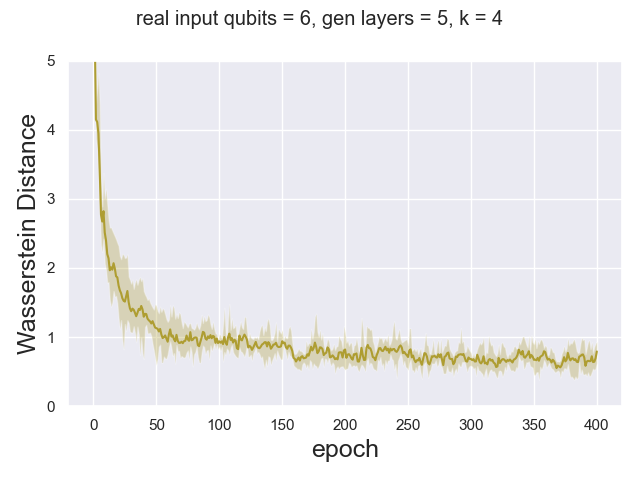 real input qubits = 6, gen layers = 5, k = 4
5
4
3
2
1
0
Wasserstein Distance
0 50 100 150 200 250 300 350 400
epoch